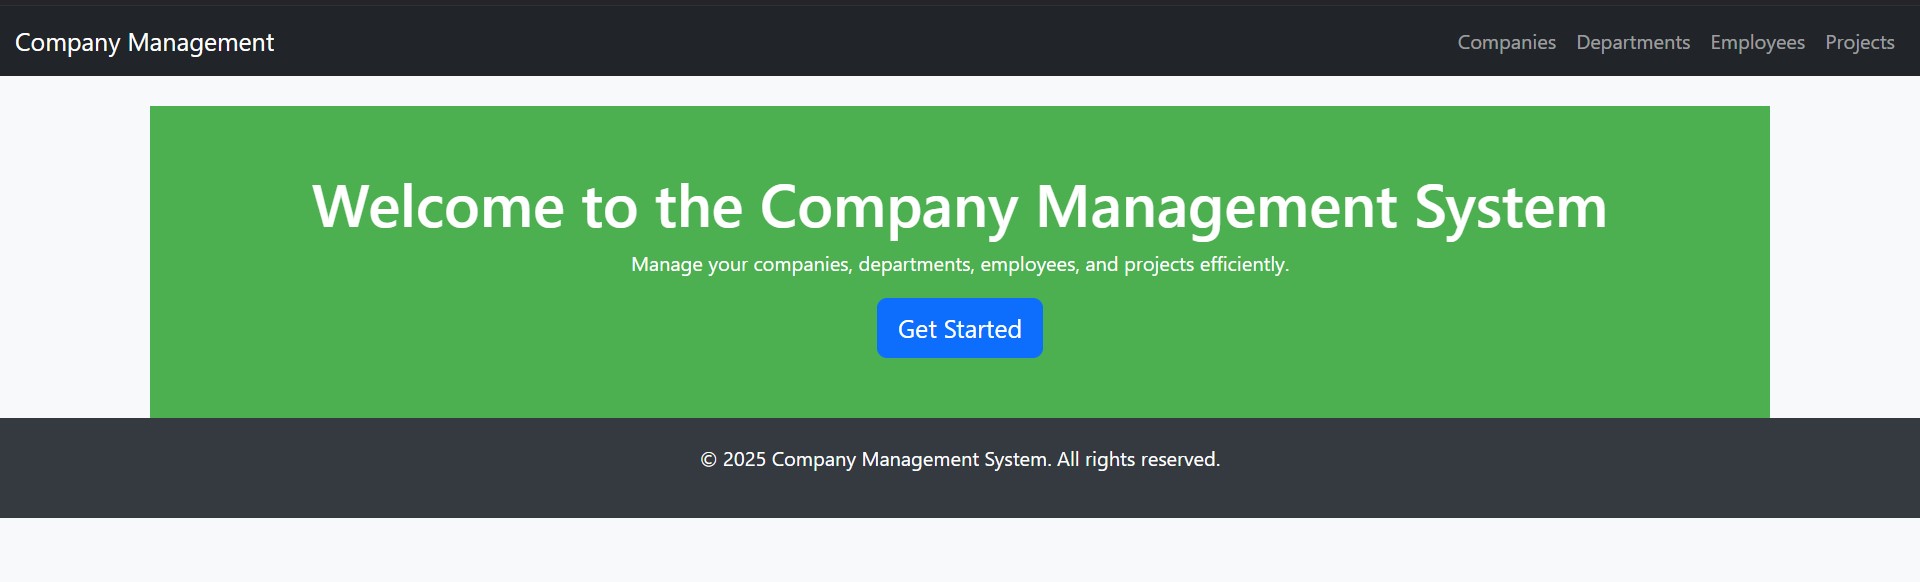 Company Management
Companies Departments Employees Projects
Welcome to the Company Management System
Manage your companies, departments, employees, and projects efficiently.
Get Started
© 2025 Company Management System. All rights reserved.